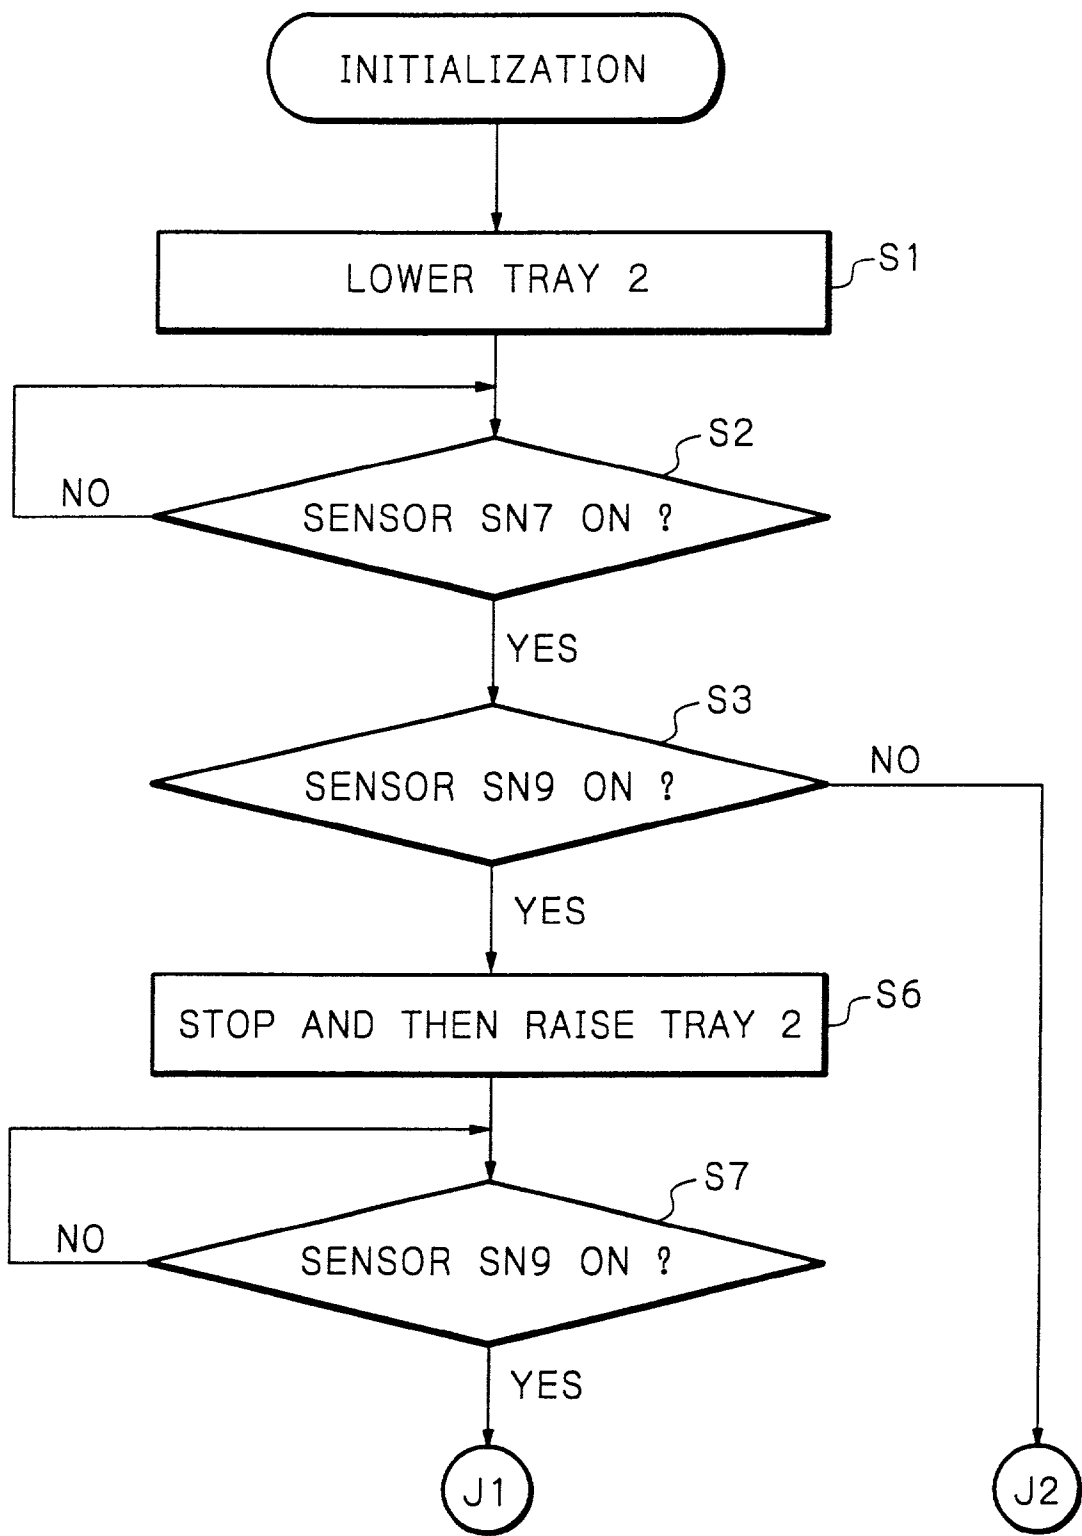 INITIALIZATION
LOWER TRAY 2
S1
S2
NO
SENSOR SN7 ON ?
YES
S3
NO
SENSOR SN9 ON ?
YES
S6
STOP AND THEN RAISE TRAY 2
S7
NO
SENSOR SN9 ON ?
YES
J1
J2